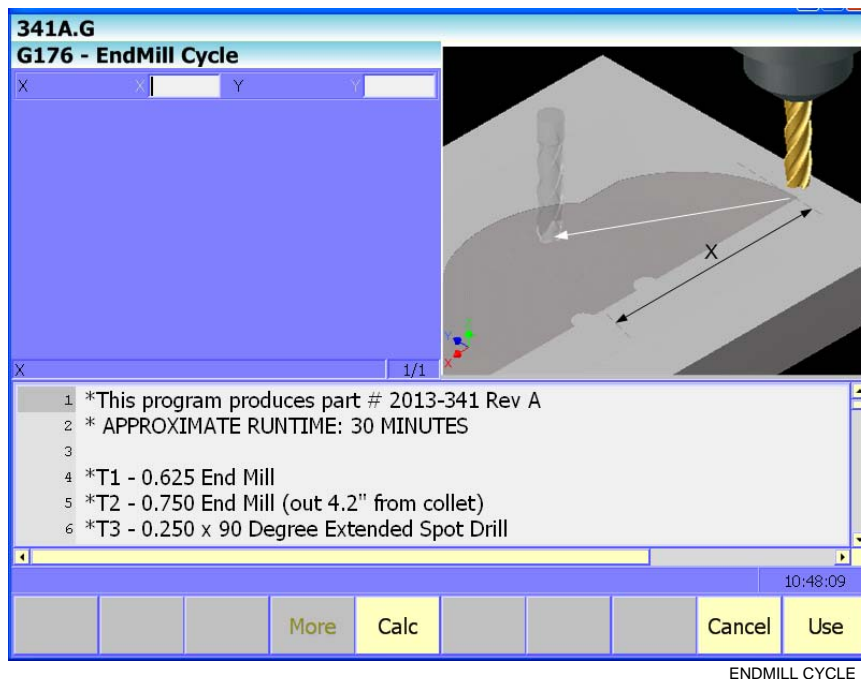 341A.G
G176 - EndMill Cycle
X X Y Y
X
X 1/1
Y
X
1 *This program produces part # 2013-341 Rev A
2 * APPROXIMATE RUNTIME: 30 MINUTES
3
4 *T1 - 0.625 End Mill
5 *T2 - 0.750 End Mill (out 4.2" from collet)
6 *T3 - 0.250 x 90 Degree Extended Spot Drill
10:48:09
More Calc Cancel Use
ENDMILL CYCLE